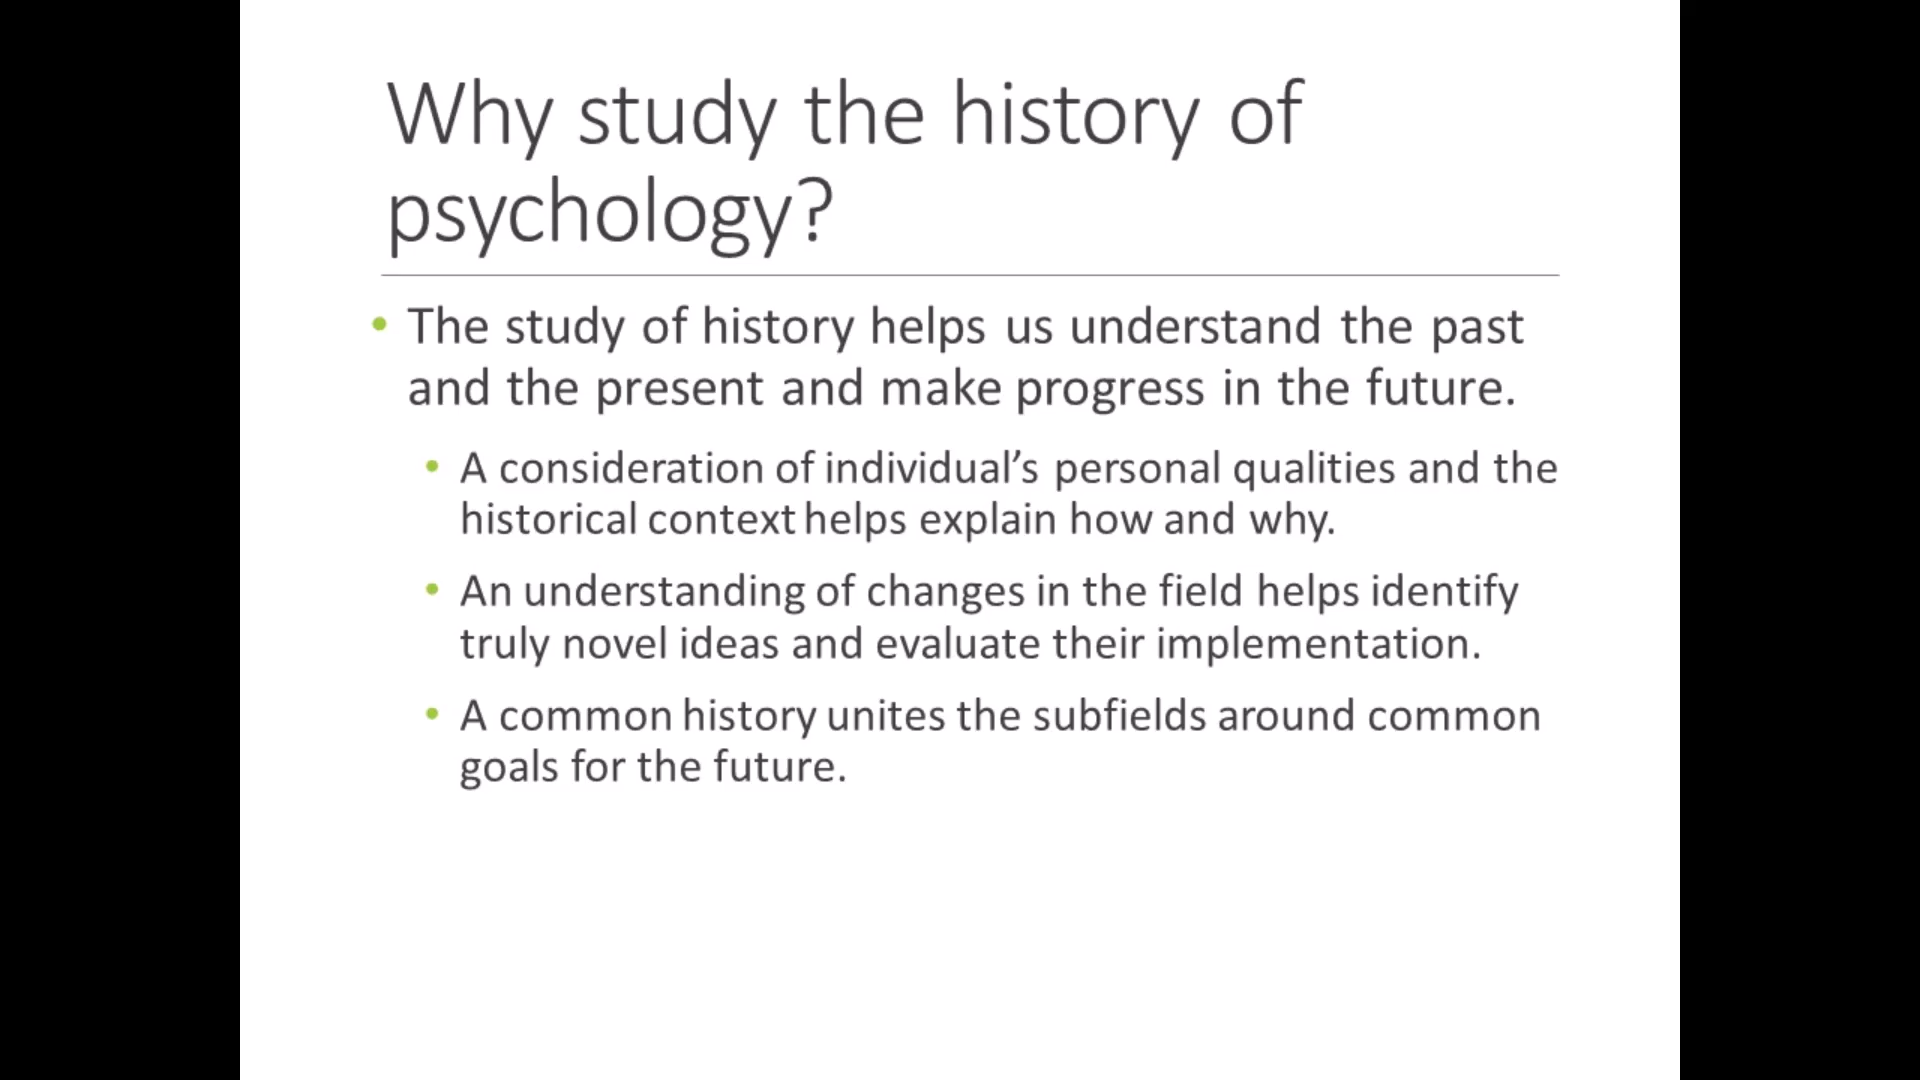 Why study the history of
psychology?
• The study of history helps us understand the past
and the present and make progress in the future.
• A consideration of individual’s personal qualities and the
historical context helps explain how and why.
• An understanding of changes in the field helps identify
truly novel ideas and evaluate their implementation.
• A common history unites the subfields around common
goals for the future.